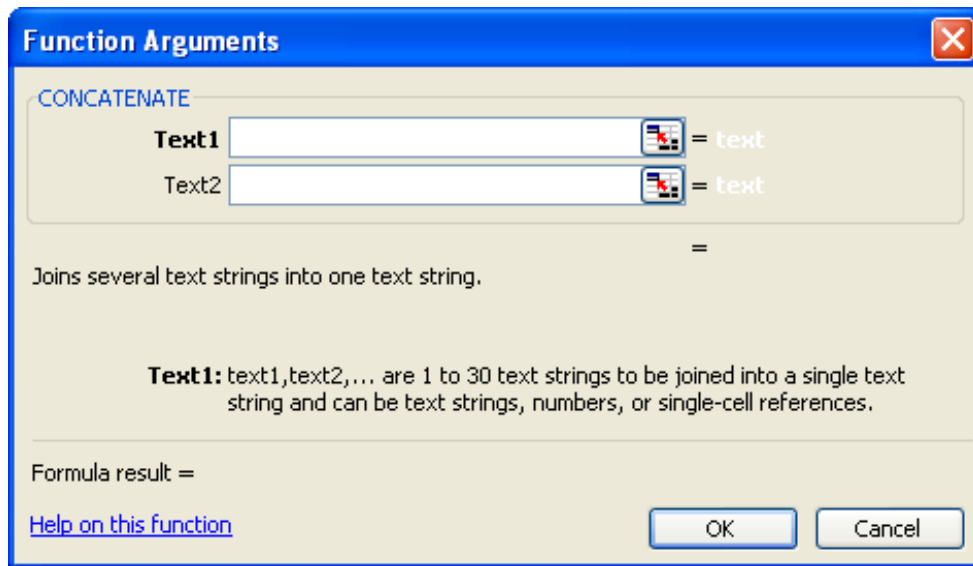 Function Arguments
CONCATENATE
Text1 = text
Text2 = text
=
Joins several text strings into one text string.
Text1: text1,text2,... are 1 to 30 text strings to be joined into a single text
string and can be text strings, numbers, or single-cell references.
Formula result =
Help on this function
OK Cancel